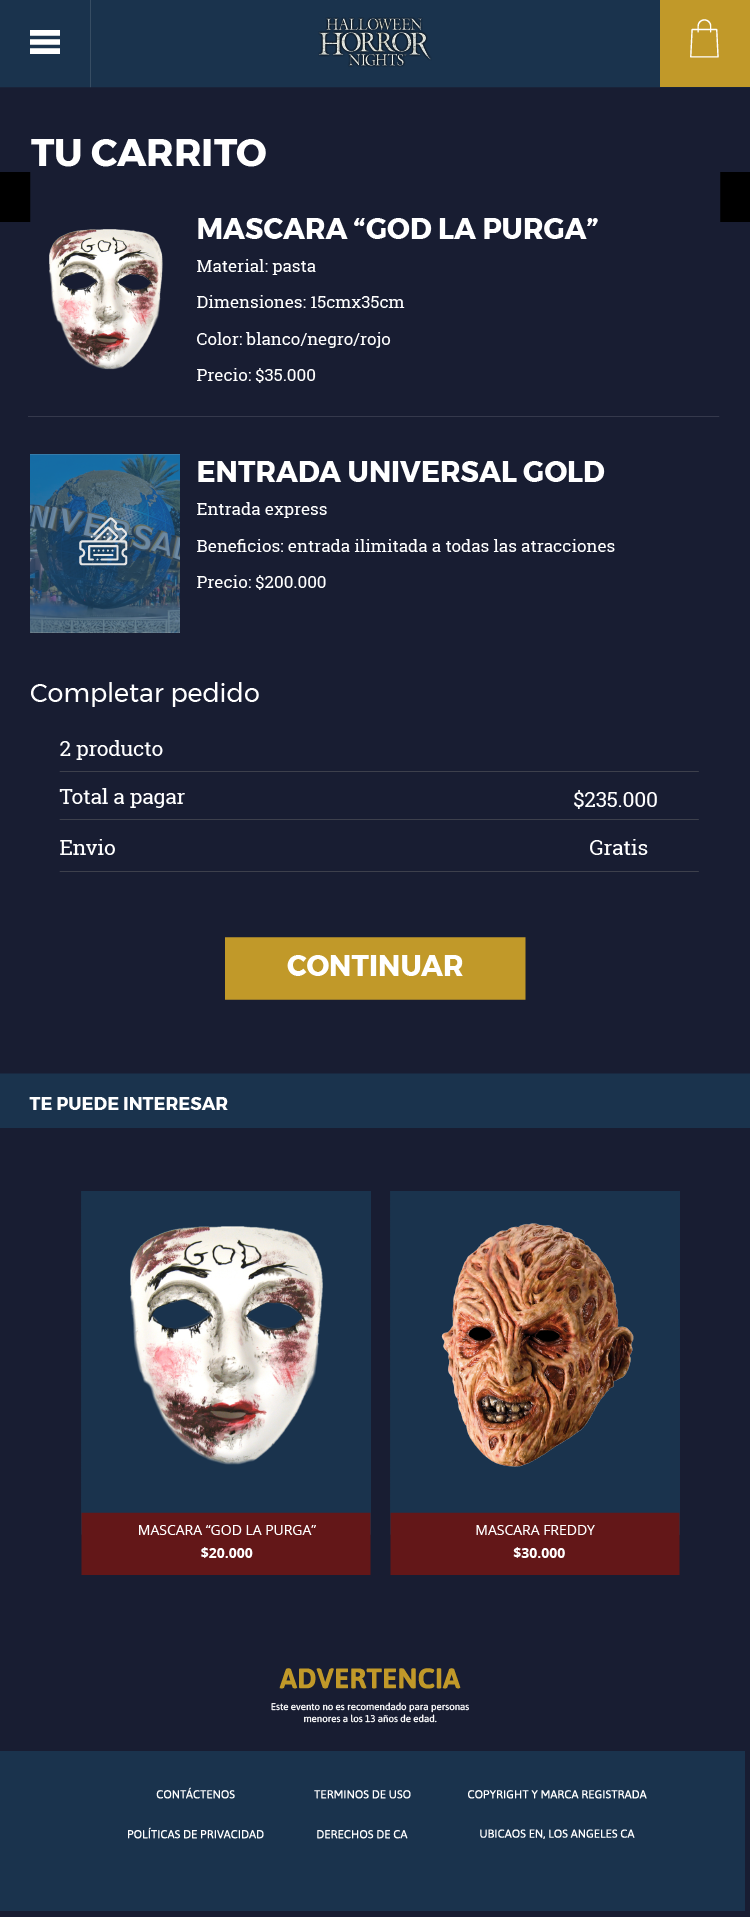 HALLOWEEN
HORROR
NIGHTS
TU CARRITO
GOD
MASCARA “GOD LA PURGA”
Material: pasta
Dimensiones: 15cmx35cm
Color: blanco/negro/rojo
Precio: $35.000
NIVERSAL
ENTRADA UNIVERSAL GOLD
Entrada express
Beneficios: entrada ilimitada a todas las atracciones
Precio: $200.000
Completar pedido
2 producto
Total a pagar $235.000
Envio Gratis
CONTINUAR
TE PUEDE INTERESAR
GOD
MASCARA “GOD LA PURGA”
$20.000
MASCARA FREDDY
$30.000
ADVERTENCIA
Este evento no es recomendado para personas
menores a los 13 años de edad.
CONTÁCTENOS TERMINOS DE USO COPYRIGHT Y MARCA REGISTRADA
POLÍTICAS DE PRIVACIDAD DERECHOS DE CA UBICAOS EN, LOS ANGELES CA